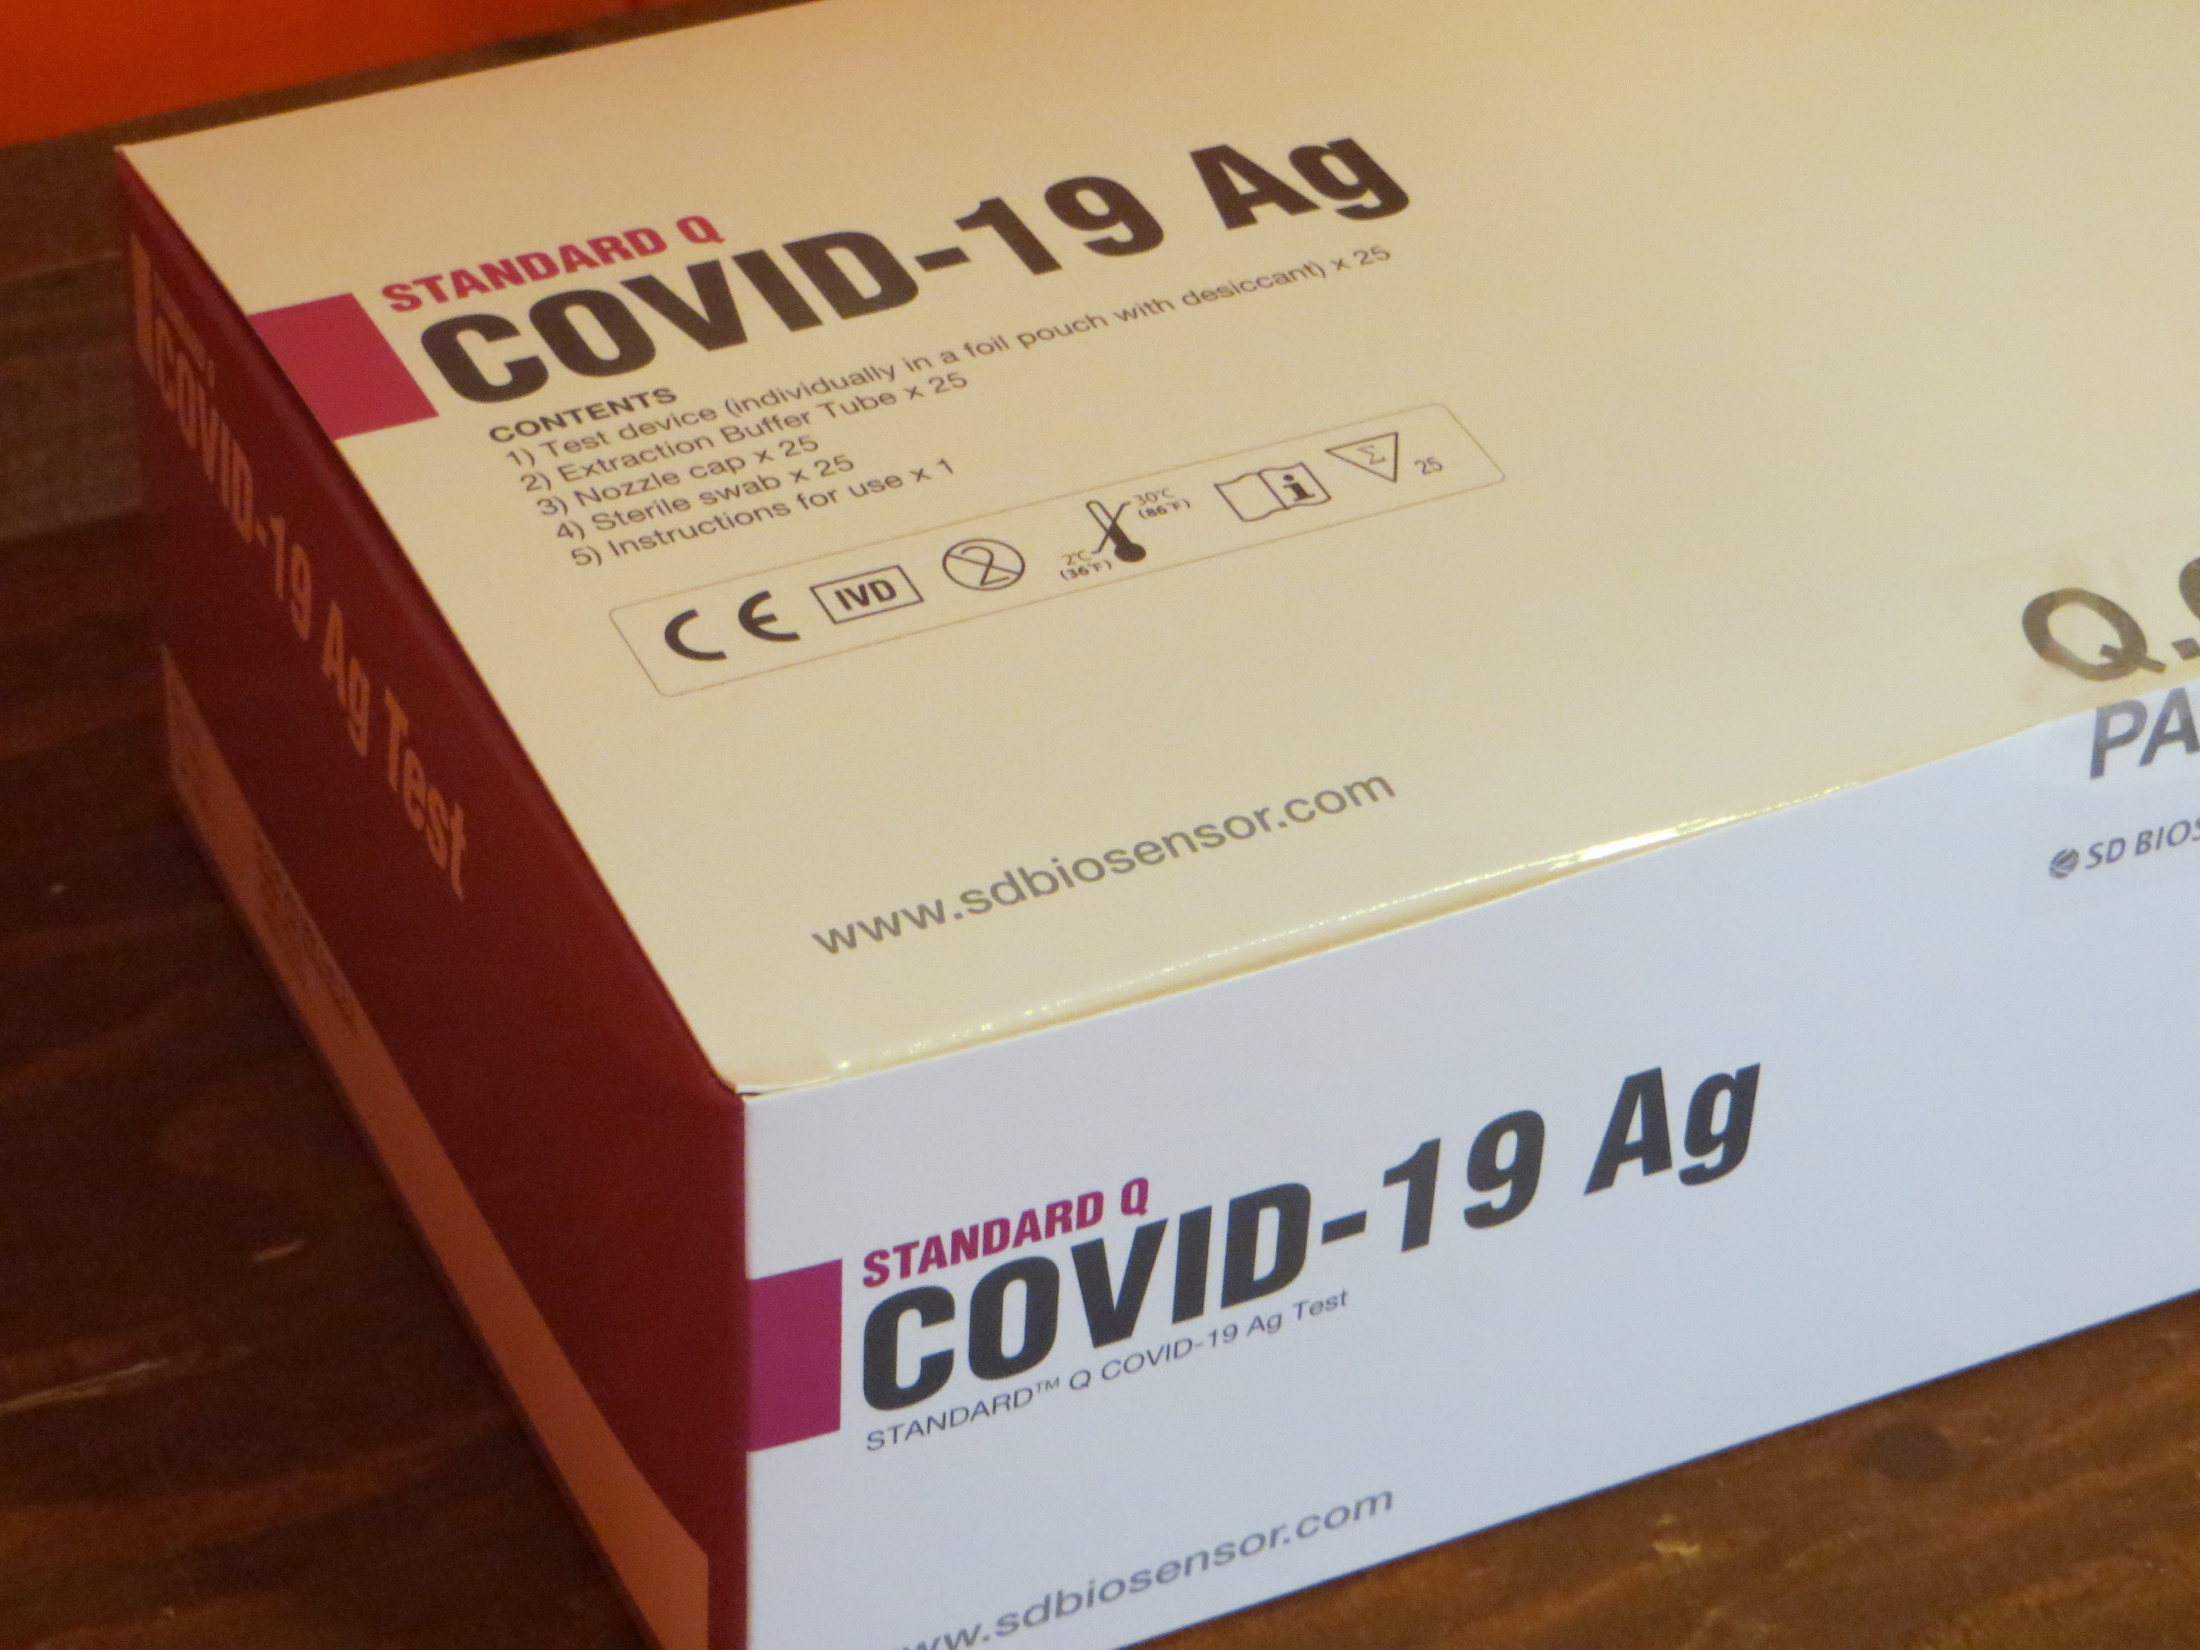 STANDARD Q
COVID-19 Ag
CONTENTS
1) Test device (individually in a foil pouch with desiccant) x 25
2) Extraction Buffer Tube x 25
3) Nozzle cap x 25
4) Sterile swab x 25
5) Instructions for use x 1
CE IVD 2 2℃ (36℉) 30℃ (86℉) i Σ 25
www.sdbiosensor.com
Q.
PA
SD BIOS
COVID-19 Ag Test
STANDARD Q
COVID-19 Ag
STANDARD™ Q COVID-19 Ag Test
ww.sdbiosensor.com